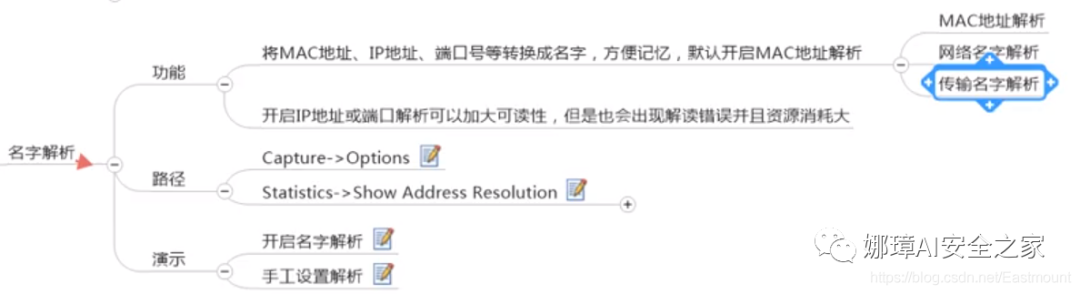 名字解析
功能
将MAC地址、IP地址、端口号等转换成名字，方便记忆，默认开启MAC地址解析
MAC地址解析
网络名字解析
传输名字解析
开启IP地址或端口解析可以加大可读性，但是也会出现解读错误并且资源消耗大
路径
Capture->Options
Statistics->Show Address Resolution
演示
开启名字解析
手工设置解析
娜璋AI安全之家
https://blog.csdn.net/Eastmount